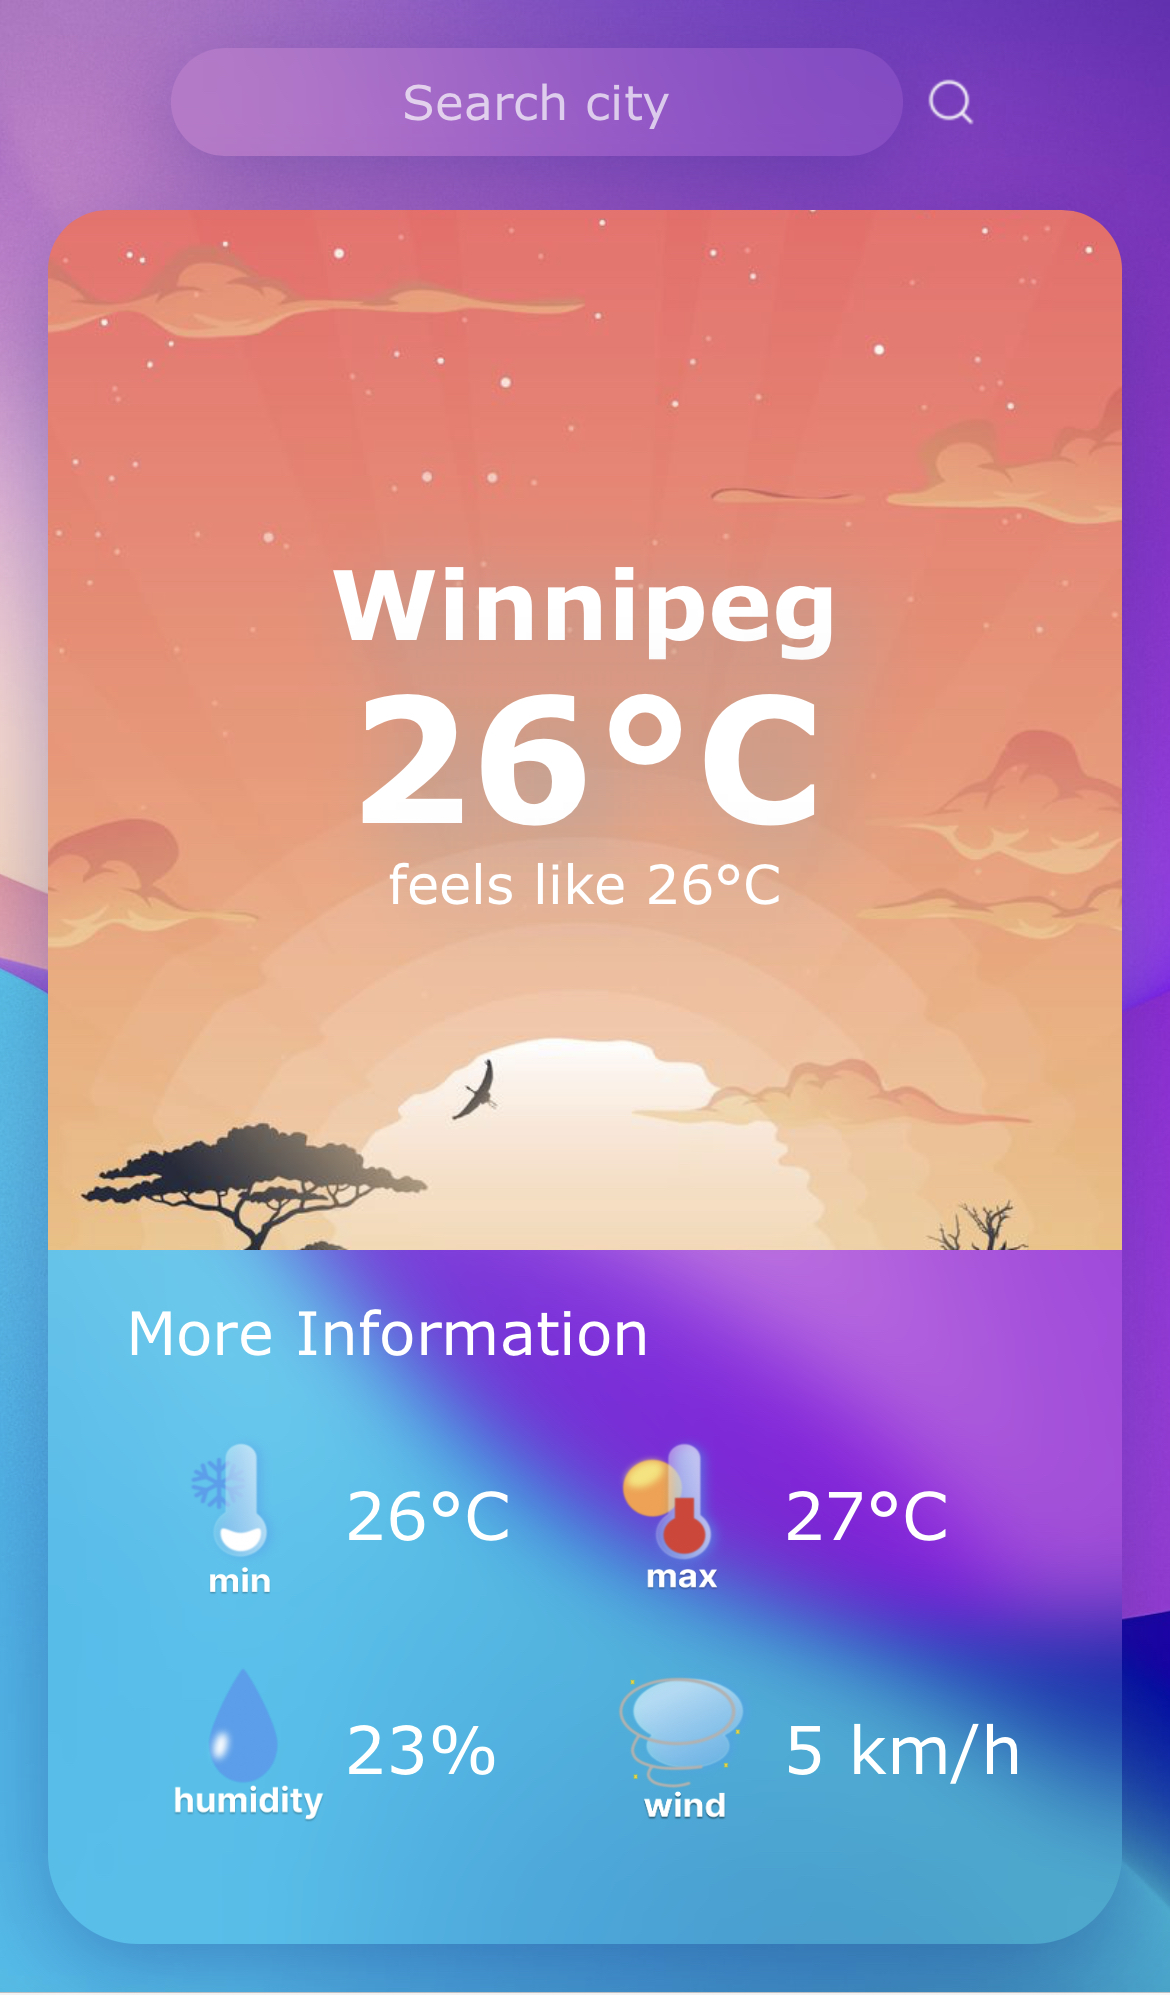 Search city
Winnipeg
26°C
feels like 26°C
More Information
26°C
min
27°C
max
23%
humidity
5 km/h
wind